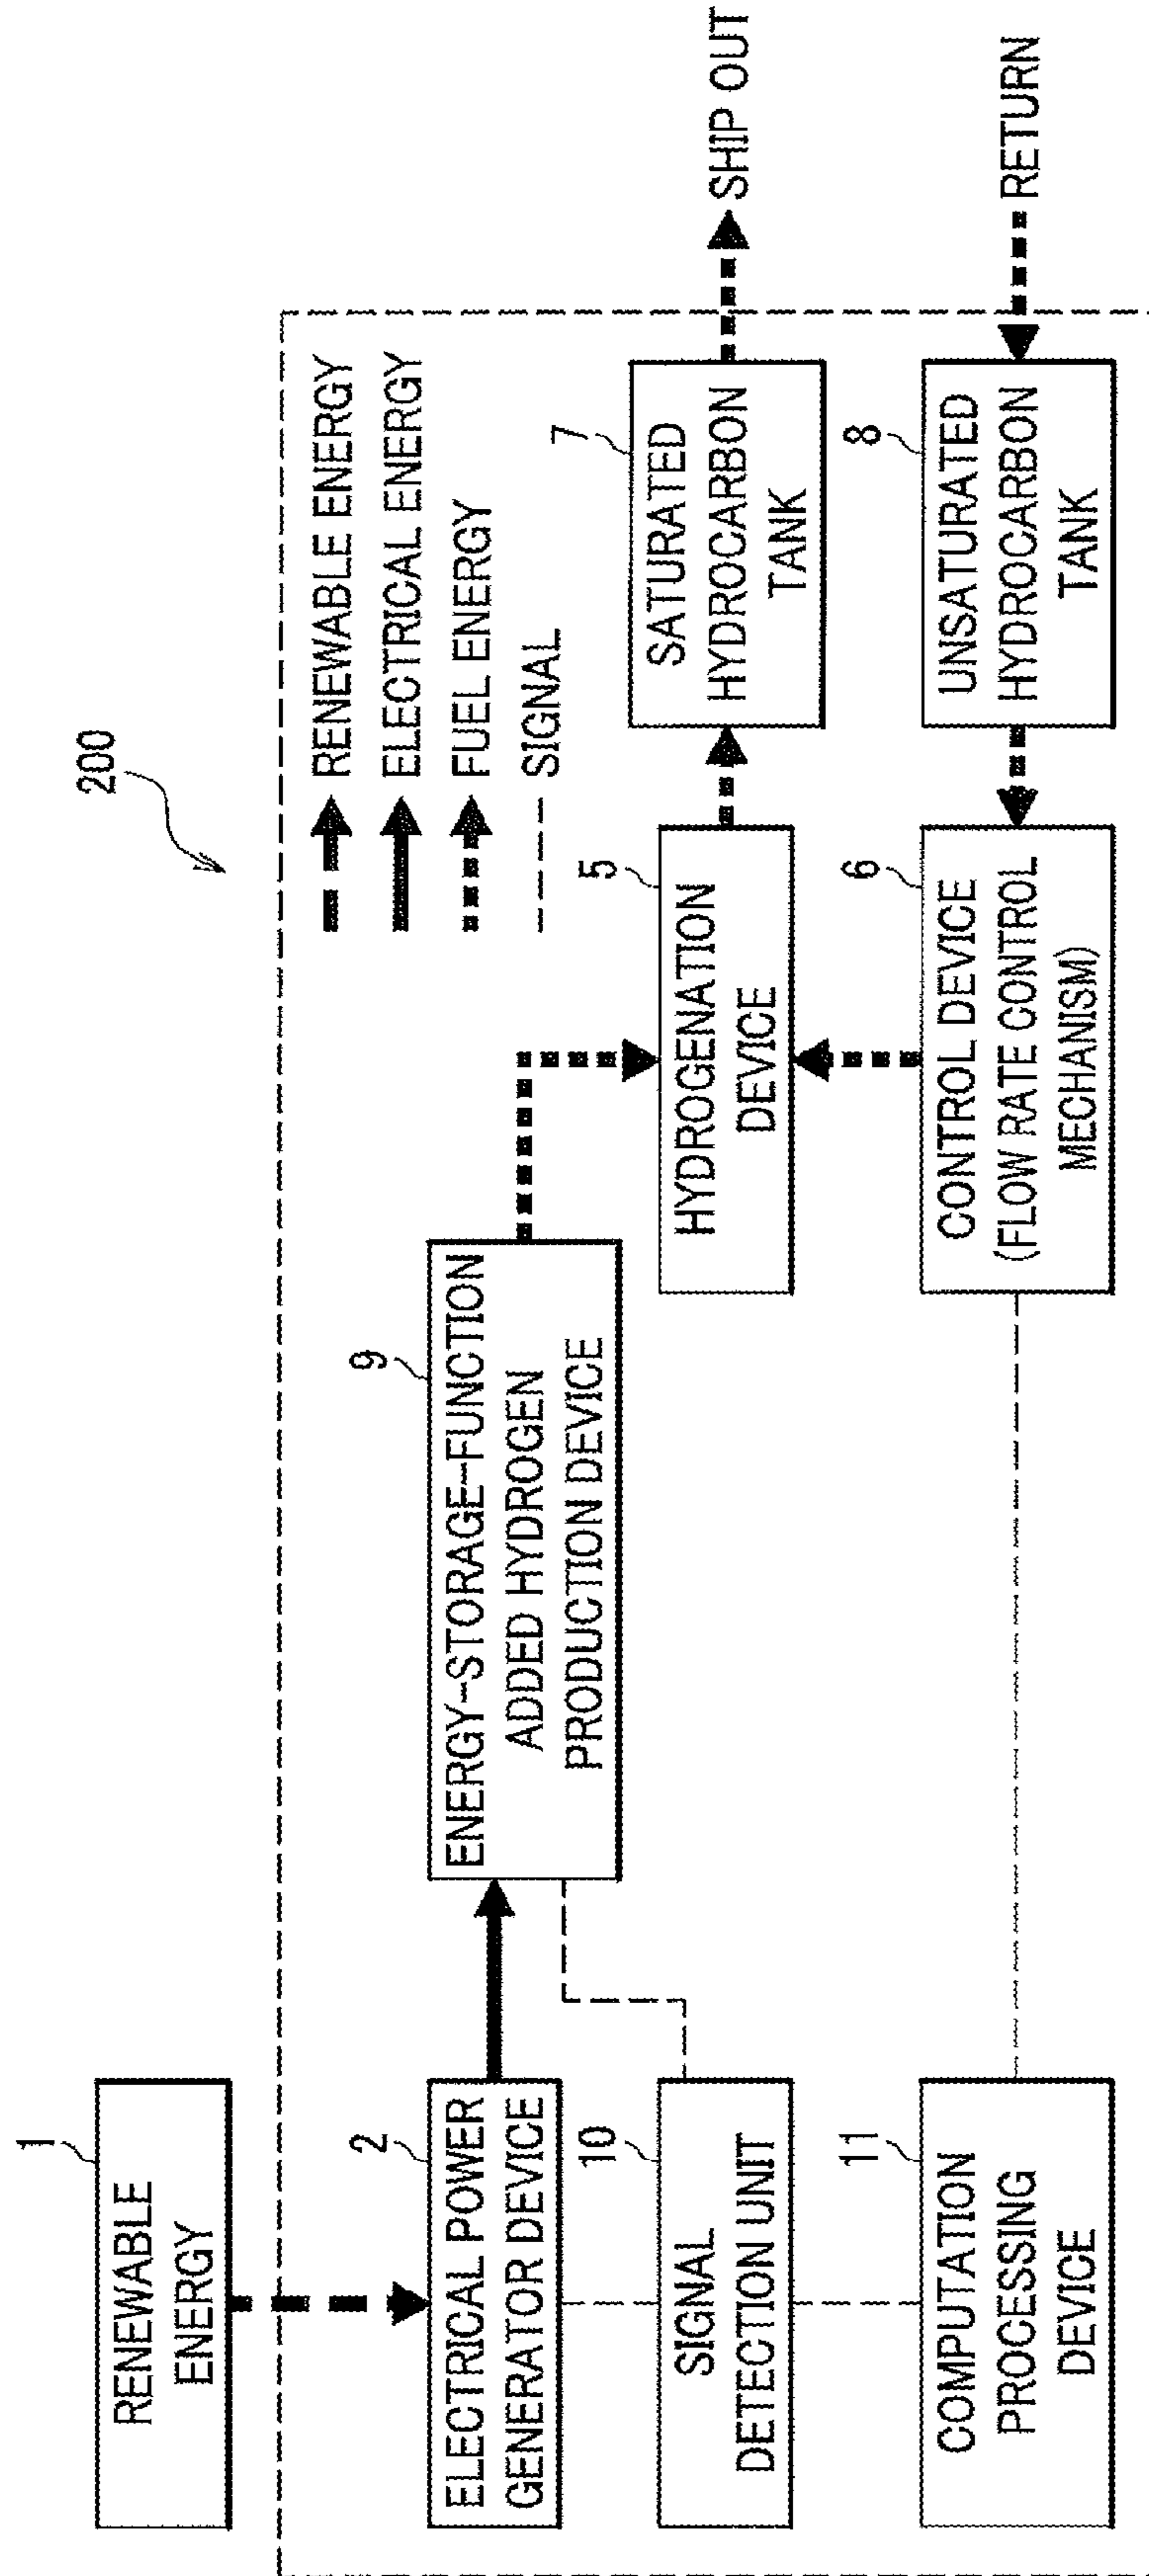 200
1
RENEWABLE
ENERGY
RENEWABLE ENERGY
ELECTRICAL ENERGY
FUEL ENERGY
SIGNAL
2
ELECTRICAL POWER
GENERATOR DEVICE
9
ENERGY-STORAGE-FUNCTION
ADDED HYDROGEN
PRODUCTION DEVICE
10
SIGNAL
DETECTION UNIT
5
HYDROGENATION
DEVICE
7
SATURATED
HYDROCARBON
TANK
SHIP OUT
11
COMPUTATION
PROCESSING
DEVICE
6
CONTROL DEVICE
(FLOW RATE CONTROL
MECHANISM)
8
UNSATURATED
HYDROCARBON
TANK
RETURN